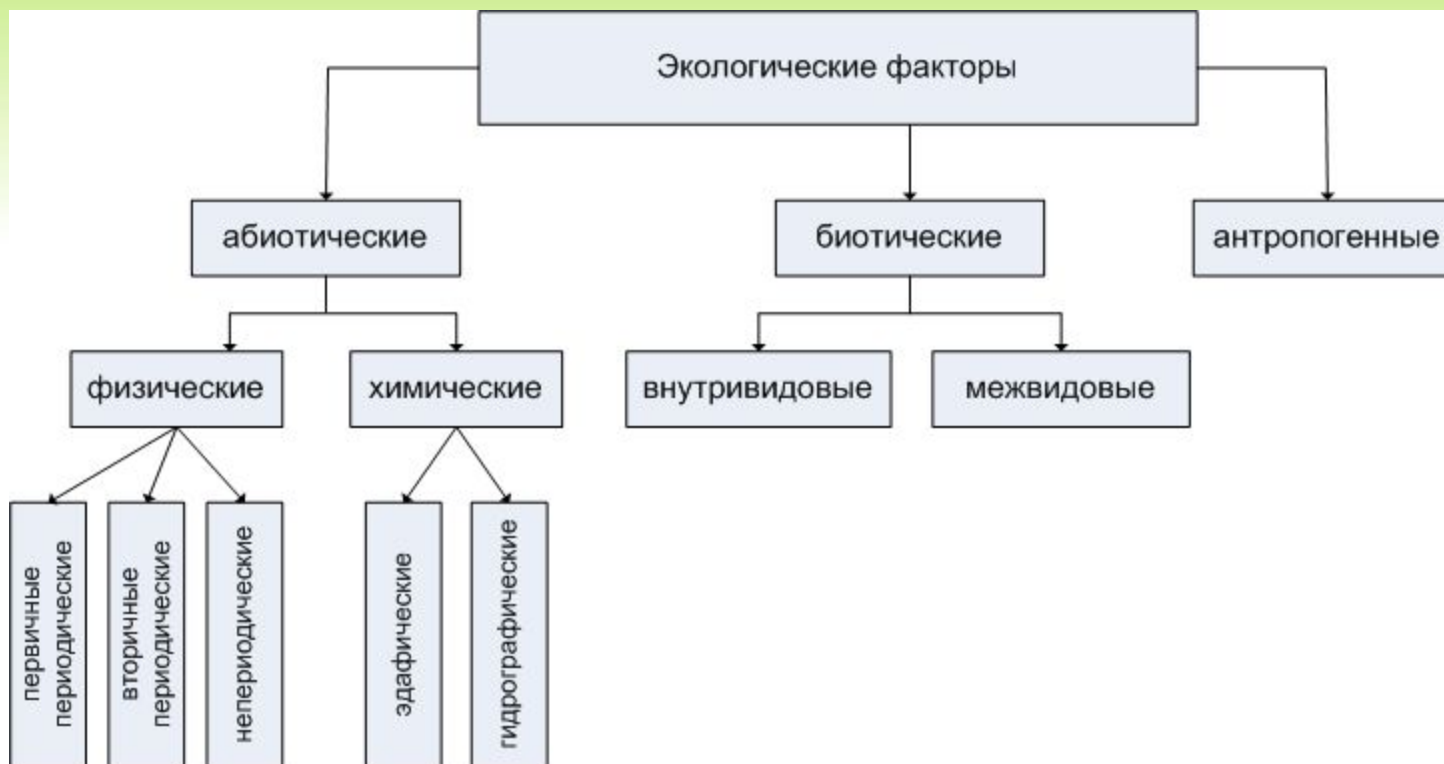 Экологические факторы
абиотические
биотические
антропогенные
физические
химические
внутривидовые
межвидовые
первичные
периодические
вторичные
периодические
непериодические
эдафические
гидрографические